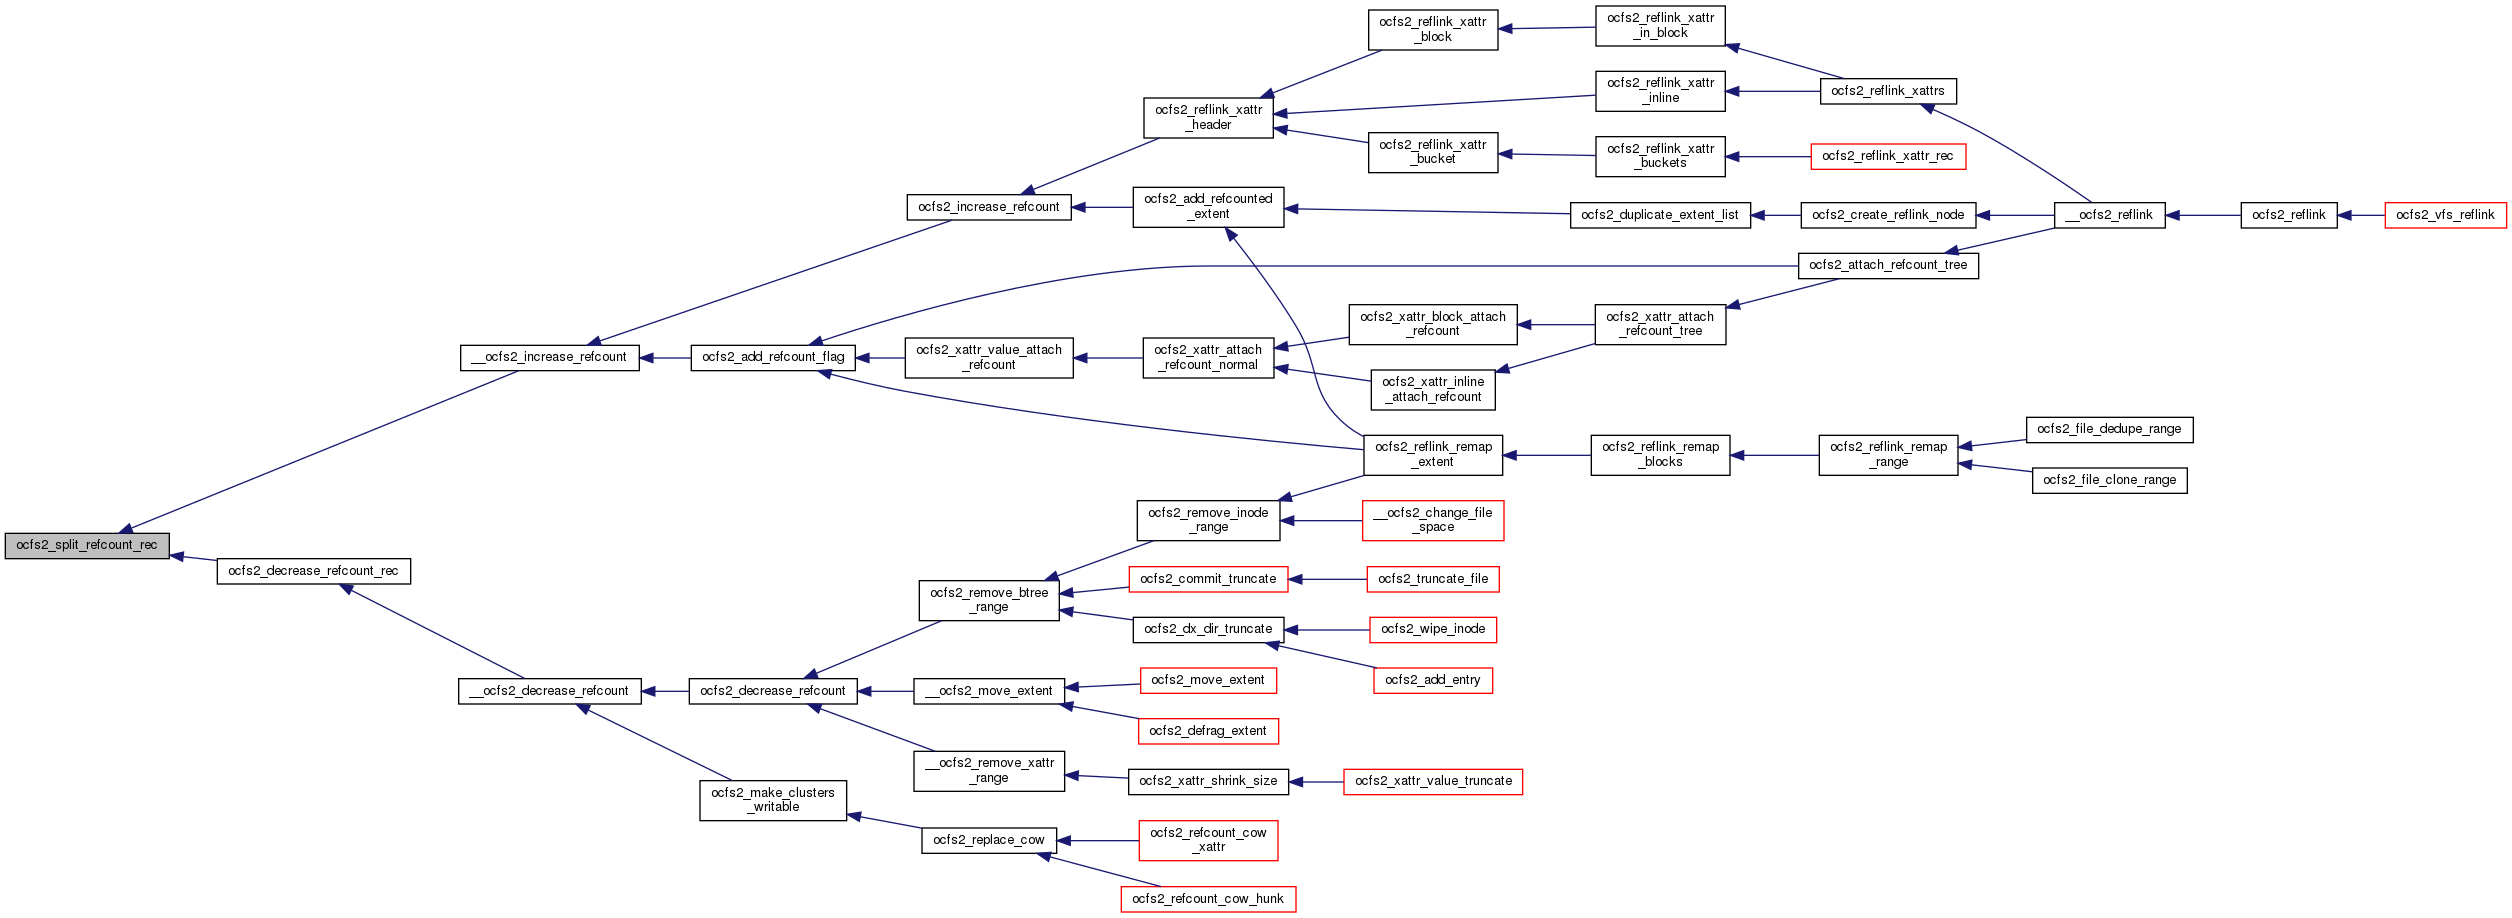 ocfs2_reflink_xattr
_block
ocfs2_reflink_xattr
_in_block
ocfs2_reflink_xattr
_inline
ocfs2_reflink_xattrs
ocfs2_reflink_xattr
_header
ocfs2_reflink_xattr
_bucket
ocfs2_reflink_xattr
_buckets
ocfs2_reflink_xattr_rec
ocfs2_increase_refcount
ocfs2_add_refcounted
_extent
ocfs2_duplicate_extent_list
ocfs2_create_reflink_node
__ocfs2_reflink
ocfs2_reflink
ocfs2_vfs_reflink
ocfs2_attach_refcount_tree
ocfs2_xattr_block_attach
_refcount
ocfs2_xattr_attach
_refcount_tree
__ocfs2_increase_refcount
ocfs2_add_refcount_flag
ocfs2_xattr_value_attach
_refcount
ocfs2_xattr_attach
_refcount_normal
ocfs2_xattr_inline
_attach_refcount
ocfs2_reflink_remap
_extent
ocfs2_reflink_remap
_blocks
ocfs2_reflink_remap
_range
ocfs2_file_dedupe_range
ocfs2_file_clone_range
ocfs2_remove_inode
_range
__ocfs2_change_file
_space
ocfs2_split_refcount_rec
ocfs2_decrease_refcount_rec
ocfs2_remove_btree
_range
ocfs2_commit_truncate
ocfs2_truncate_file
ocfs2_dx_dir_truncate
ocfs2_wipe_inode
ocfs2_add_entry
__ocfs2_decrease_refcount
ocfs2_decrease_refcount
__ocfs2_move_extent
ocfs2_move_extent
ocfs2_defrag_extent
__ocfs2_remove_xattr
_range
ocfs2_xattr_shrink_size
ocfs2_xattr_value_truncate
ocfs2_make_clusters
_writable
ocfs2_replace_cow
ocfs2_refcount_cow
_xattr
ocfs2_refcount_cow_hunk